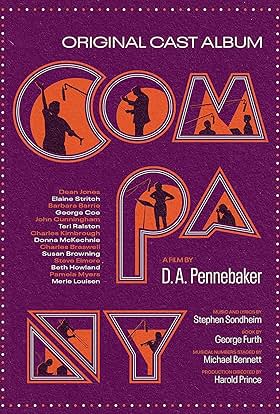 ORIGINAL CAST ALBUM
COM
PA
NY
Dean Jones
Elaine Stritch
Barbara Barrie
George Coe
John Cunningham
Teri Ralston
Charles Kimbrough
Donna McKechnie
Charles Braswell
Susan Browning
Steve Elmore
Beth Howland
Pamela Myers
Merle Louisen
A FILM BY
D. A. Pennebaker
MUSIC AND LYRICS BY
Stephen Sondheim
BOOK BY
George Furth
MUSICAL NUMBERS STAGED BY
Michael Bennett
PRODUCTION DIRECTED BY
Harold Prince